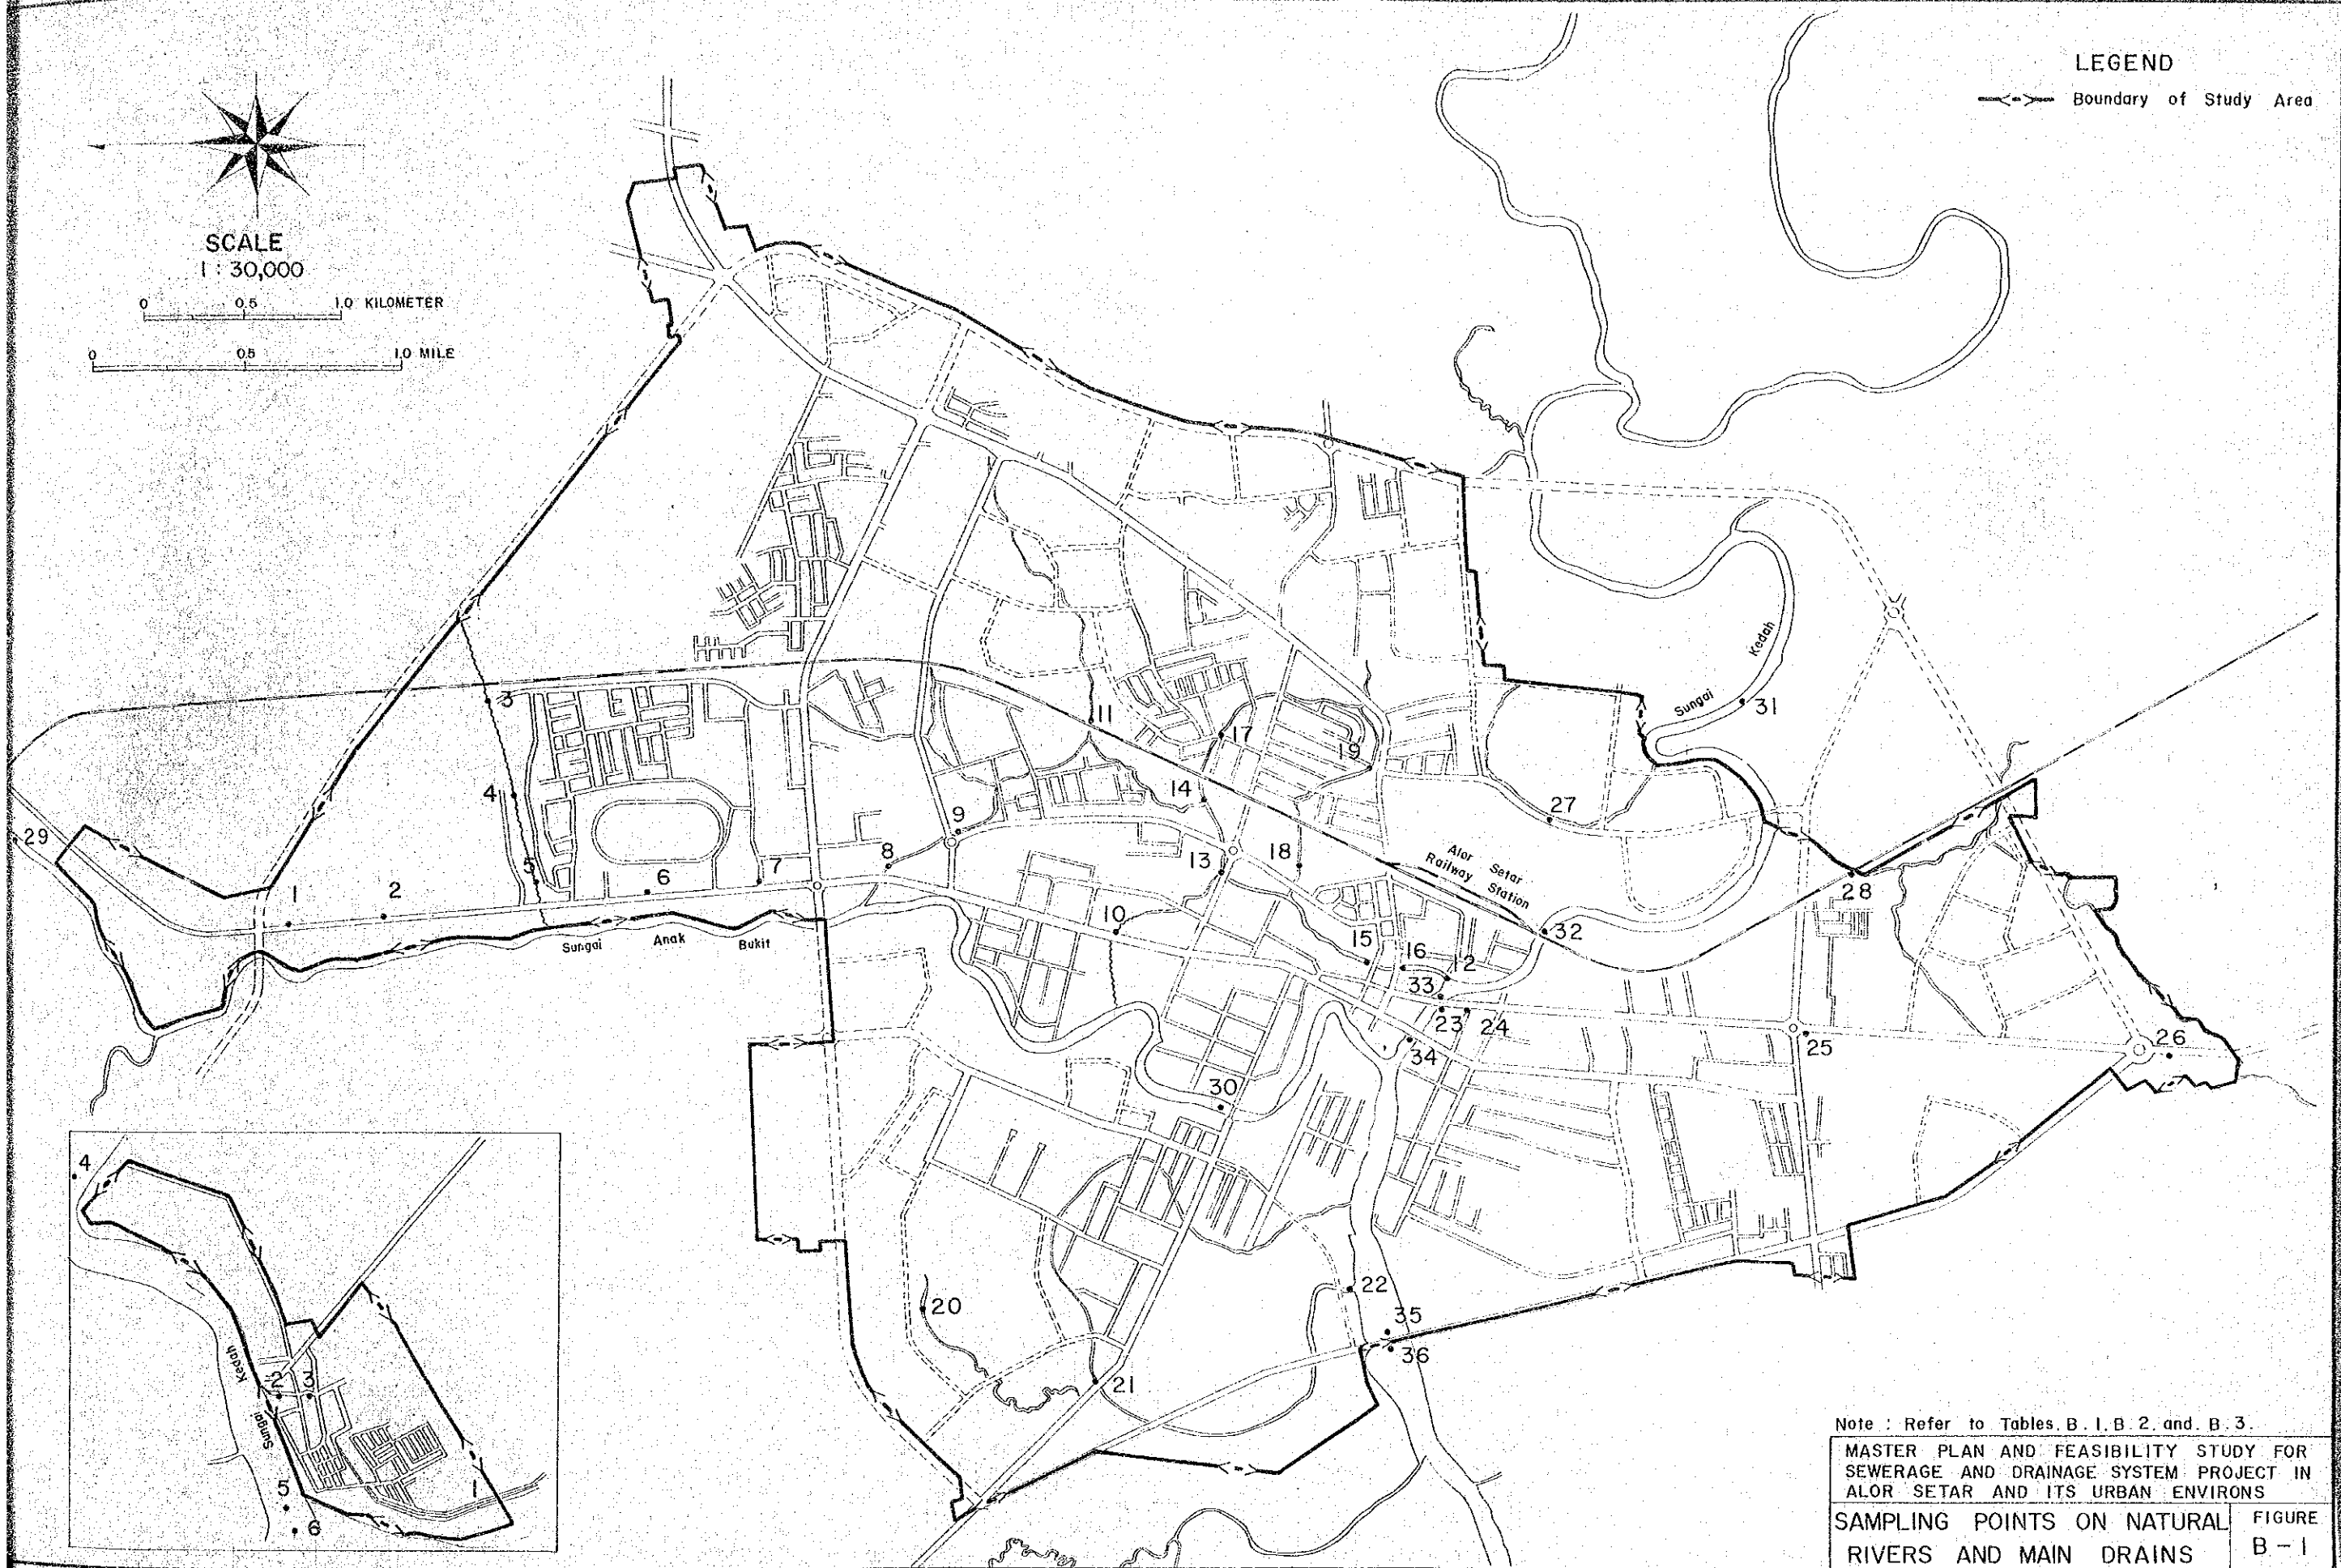 LEGEND
Boundary of Study Area
SCALE
1 : 30,000
0 0.5 1.0 KILOMETER
0 0.5 1.0 MILE
3
11
17
19
31
Sungai Kedah
4
14
27
29
5
9
8
13
18
Alor Setar
Railway Station
28
1
2
6
7
10
15
16
12
32
Sungai Anak Bukit
33
23
24
25
26
34
30
20
22
35
36
21
4
Kedah
2
3
Sungai
5
6
1
Note : Refer to Tables. B. 1. B. 2. and. B. 3.
MASTER PLAN AND FEASIBILITY STUDY FOR
SEWERAGE AND DRAINAGE SYSTEM PROJECT IN
ALOR SETAR AND ITS URBAN ENVIRONS
SAMPLING POINTS ON NATURAL
RIVERS AND MAIN DRAINS
FIGURE
B - 1